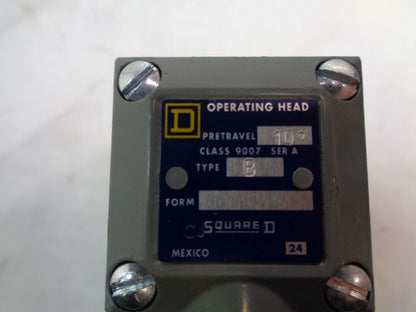 D OPERATING HEAD
PRETRAVEL 10°
CLASS 9007 SER A
TYPE B
FORM
SQUARE D
MEXICO 24